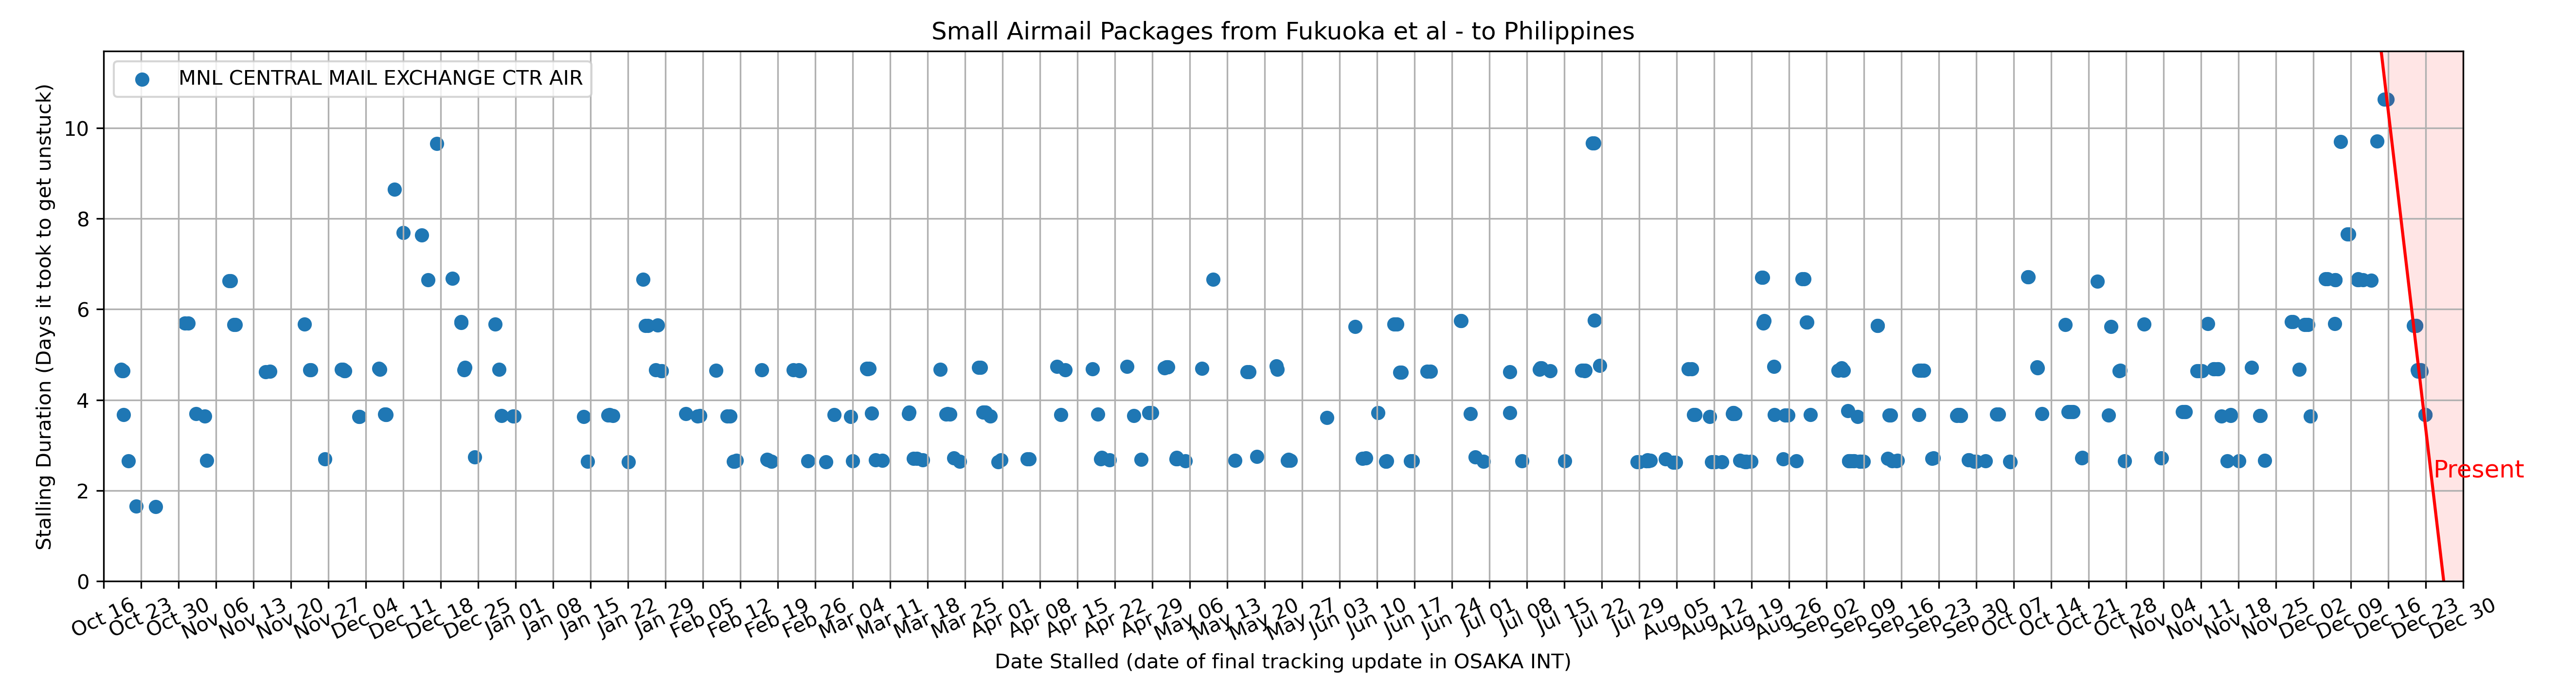 Small Airmail Packages from Fukuoka et al - to Philippines
MNL CENTRAL MAIL EXCHANGE CTR AIR
Stalling Duration (Days it took to get unstuck)
10
8
6
4
2
0
Present
Oct 16
Oct 23
Oct 30
Nov 06
Nov 13
Nov 20
Nov 27
Dec 04
Dec 11
Dec 18
Dec 25
Jan 01
Jan 08
Jan 15
Jan 22
Jan 29
Feb 05
Feb 12
Feb 19
Feb 26
Mar 04
Mar 11
Mar 18
Mar 25
Apr 01
Apr 08
Apr 15
Apr 22
Apr 29
May 06
May 13
May 20
May 27
Jun 03
Jun 10
Jun 17
Jun 24
Jul 01
Jul 08
Jul 15
Jul 22
Jul 29
Aug 05
Aug 12
Aug 19
Aug 26
Sep 02
Sep 09
Sep 16
Sep 23
Sep 30
Oct 07
Oct 14
Oct 21
Oct 28
Nov 04
Nov 11
Nov 18
Nov 25
Dec 02
Dec 09
Dec 16
Dec 23
Dec 30
Date Stalled (date of final tracking update in OSAKA INT)